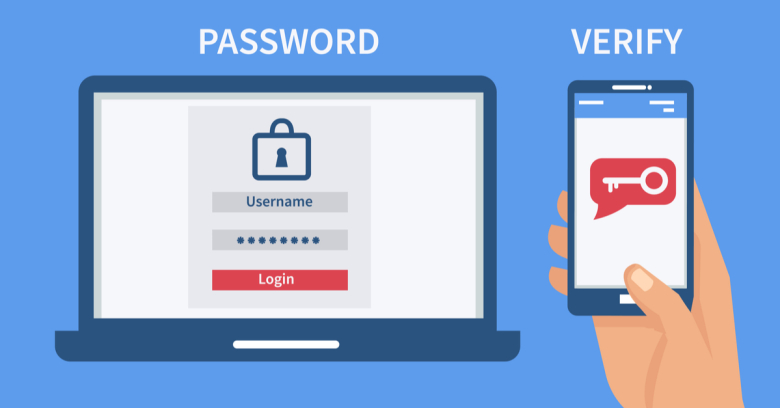 PASSWORD
VERIFY
Username
********
Login